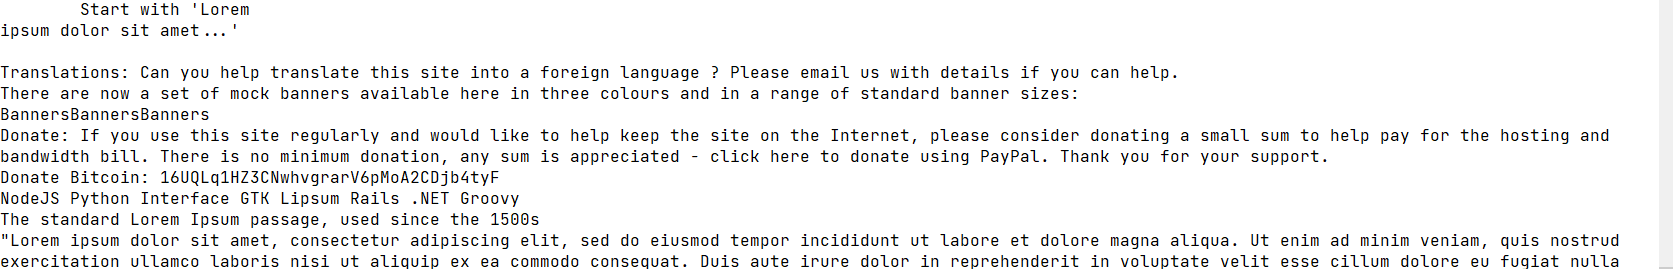 Start with 'Lorem
ipsum dolor sit amet...'
Translations: Can you help translate this site into a foreign language ? Please email us with details if you can help.
There are now a set of mock banners available here in three colours and in a range of standard banner sizes:
BannersBannersBanners
Donate: If you use this site regularly and would like to help keep the site on the Internet, please consider donating a small sum to help pay for the hosting and
bandwidth bill. There is no minimum donation, any sum is appreciated - click here to donate using PayPal. Thank you for your support.
Donate Bitcoin: 16UQLq1HZ3CNwhvgrarV6pMoA2CDjb4tyF
NodeJS Python Interface GTK Lipsum Rails .NET Groovy
The standard Lorem Ipsum passage, used since the 1500s
"Lorem ipsum dolor sit amet, consectetur adipiscing elit, sed do eiusmod tempor incididunt ut labore et dolore magna aliqua. Ut enim ad minim veniam, quis nostrud
exercitation ullamco laboris nisi ut aliquip ex ea commodo consequat. Duis aute irure dolor in reprehenderit in voluptate velit esse cillum dolore eu fugiat nulla